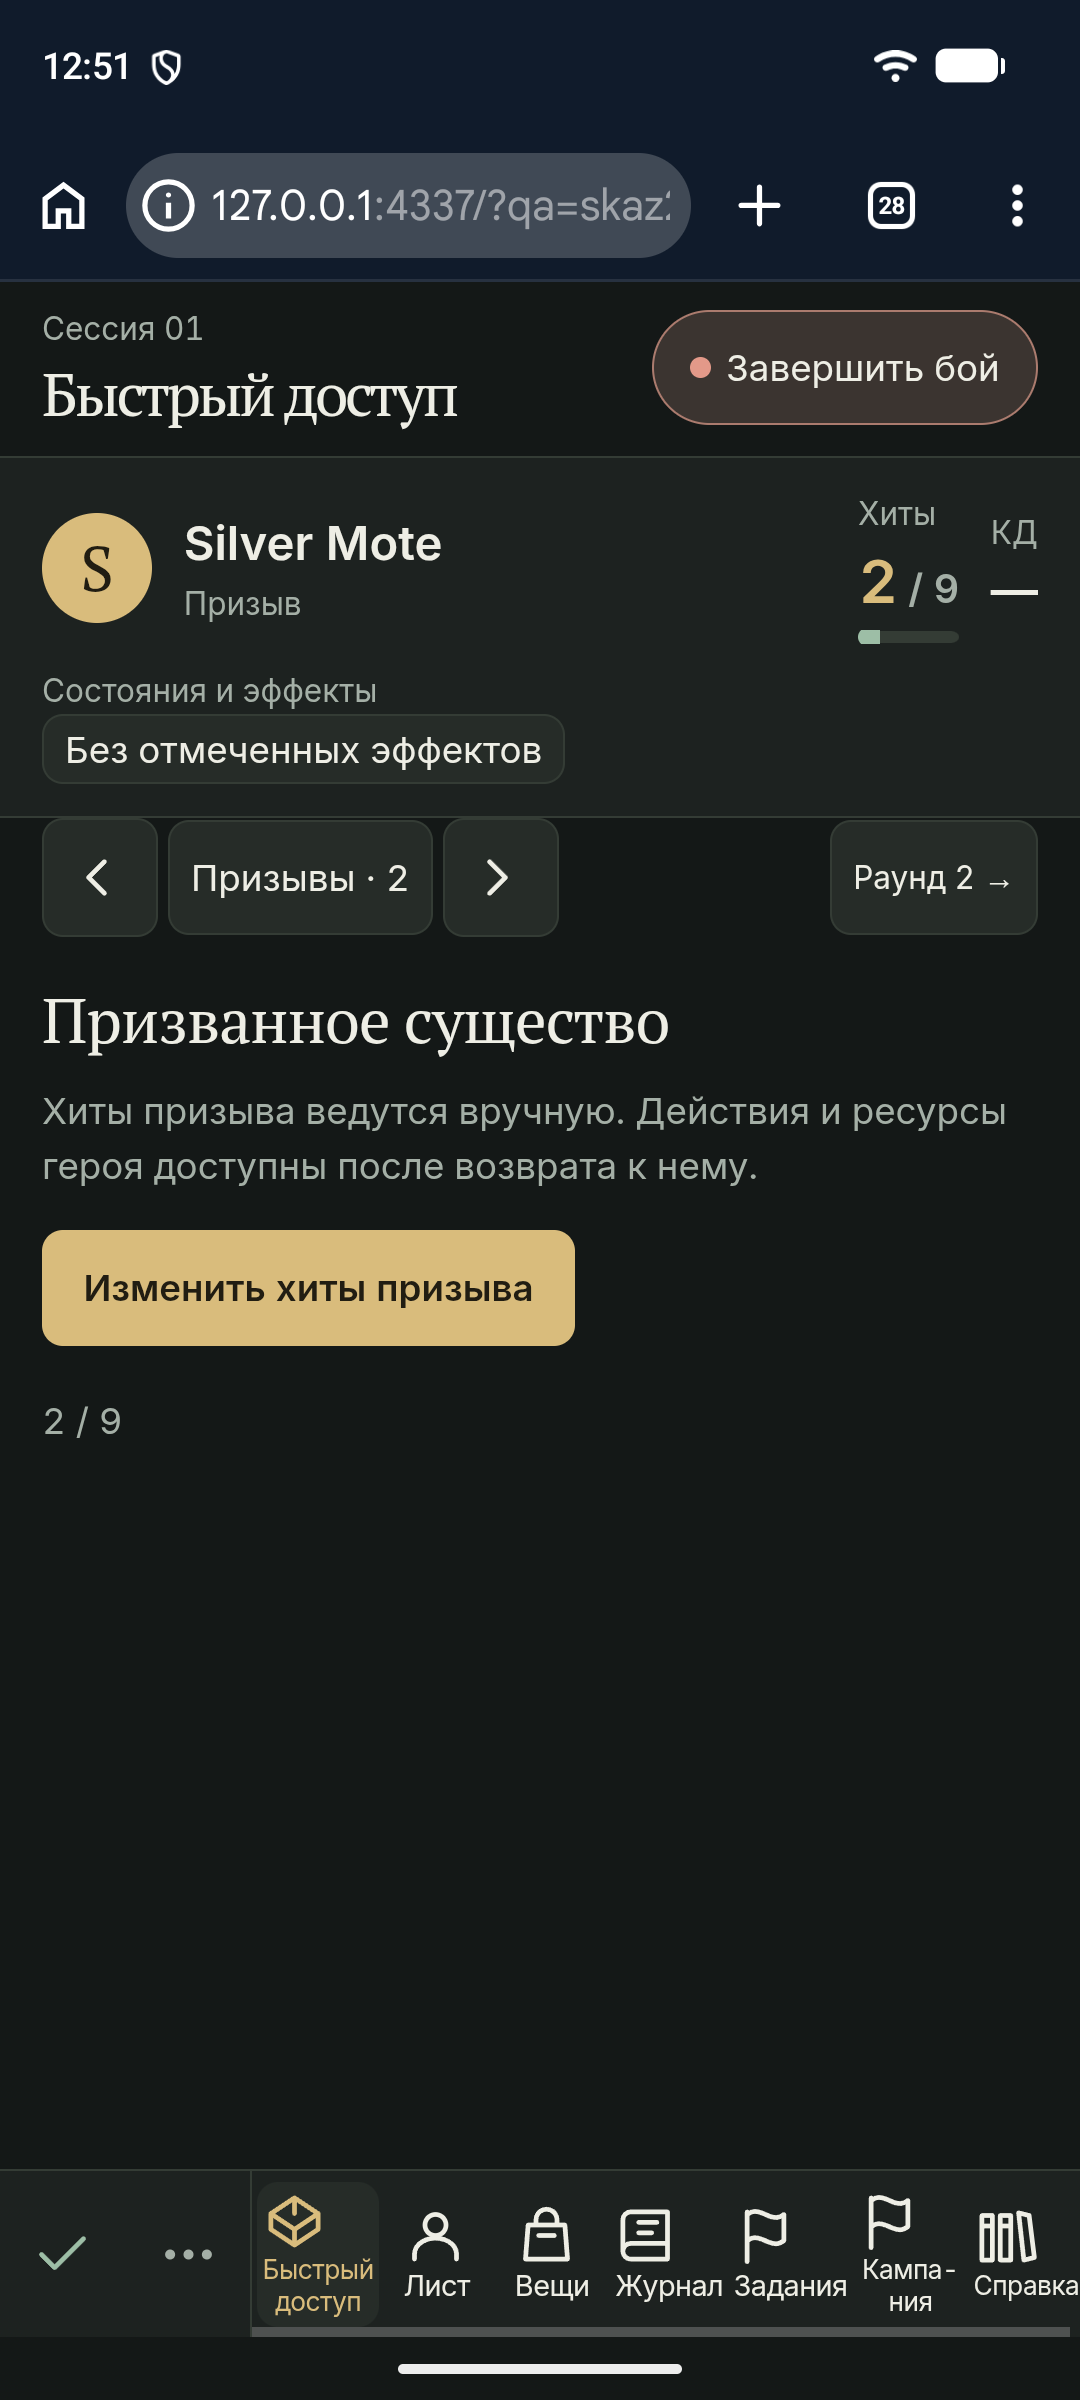 12:51
127.0.0.1:4337/?qa=skaz
28
Сессия 01
Быстрый доступ
Завершить бой
S
Silver Mote
Призыв
Хиты
2 / 9
КД
—
Состояния и эффекты
Без отмеченных эффектов
Призывы · 2
Раунд 2 →
Призванное существо
Хиты призыва ведутся вручную. Действия и ресурсы
героя доступны после возврата к нему.
Изменить хиты призыва
2 / 9
Быстрый
доступ
Лист
Вещи
Журнал
Задания
Кампа-
ния
Справка